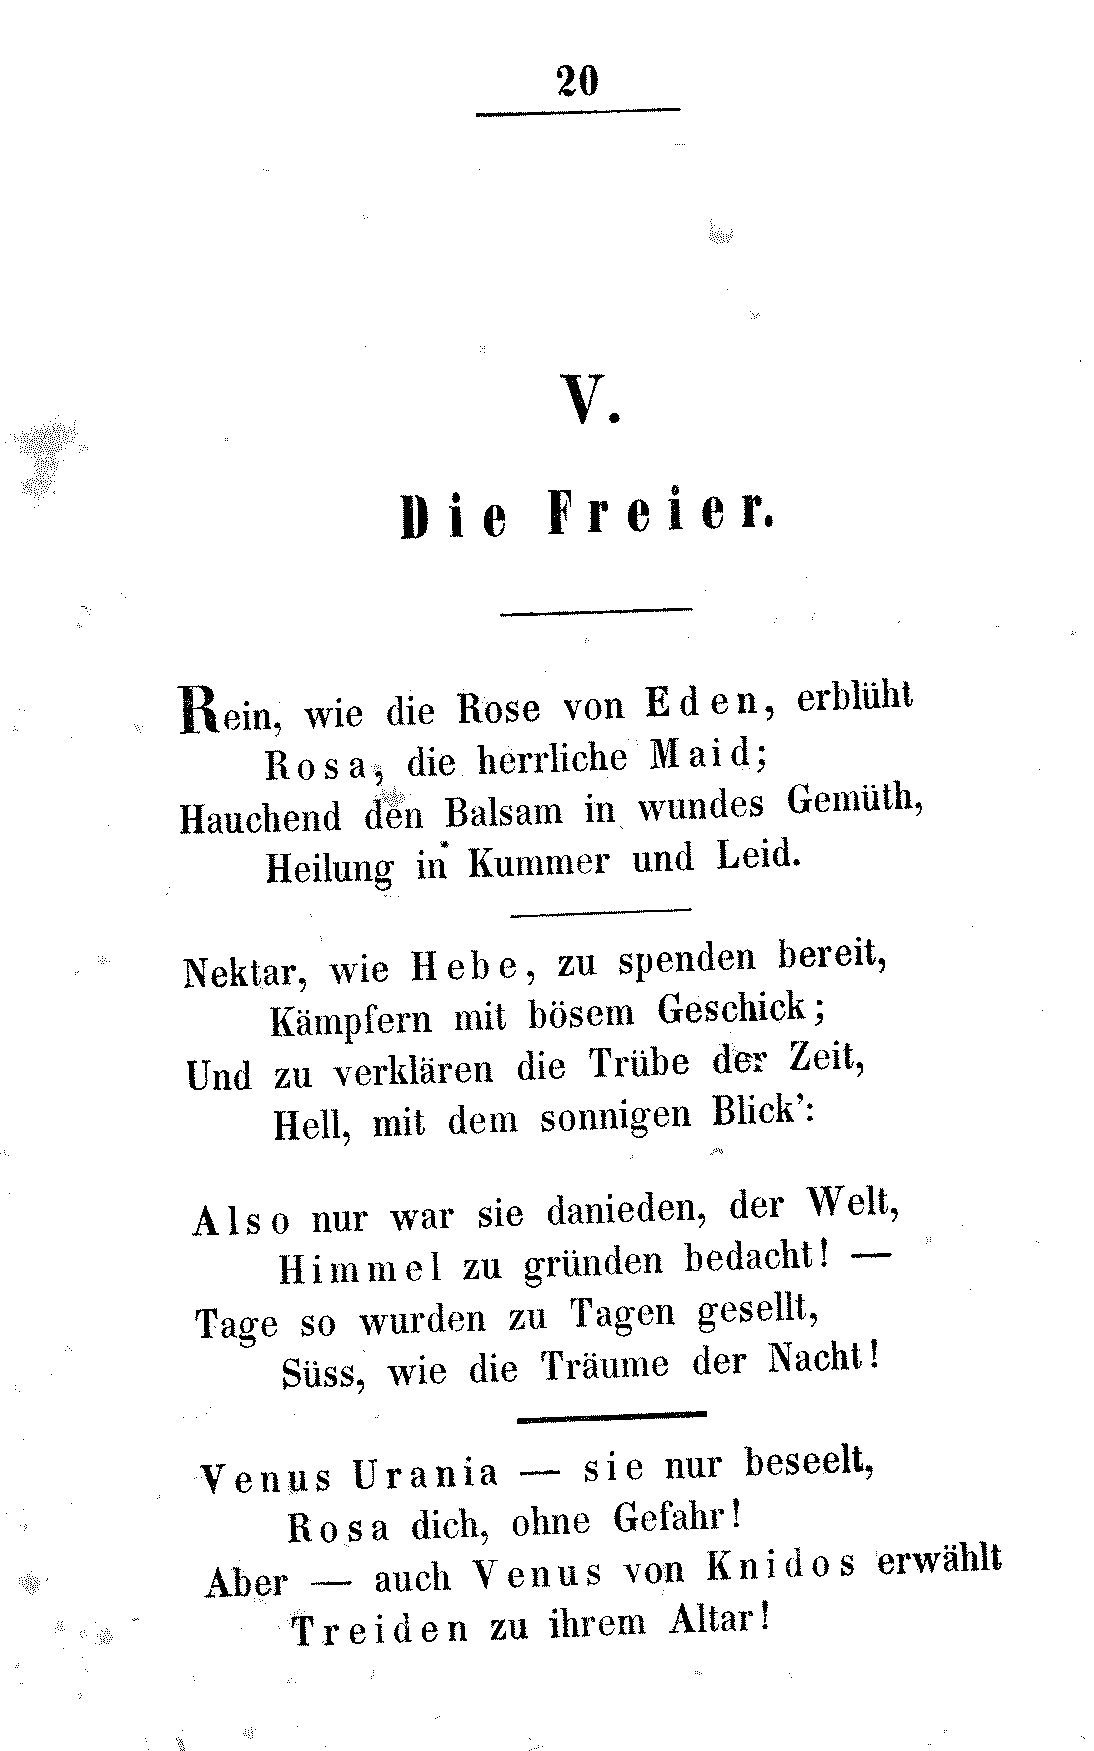 20
V.
Die Freier.
Rein, wie die Rose von Eden, erblüht
Rosa, die herrliche Maid;
Hauchend den Balsam in wundes Gemüth,
Heilung in Kummer und Leid.
Nektar, wie Hebe, zu spenden bereit,
Kämpfern mit bösem Geschick;
Und zu verklären die Trübe der Zeit,
Hell, mit dem sonnigen Blick':
Also nur war sie danieden, der Welt,
Himmel zu gründen bedacht! —
Tage so wurden zu Tagen gesellt,
Süss, wie die Träume der Nacht!
Venus Urania — sie nur beseelt,
Rosa dich, ohne Gefahr!
Aber — auch Venus von Knidos erwählt
Treiden zu ihrem Altar!